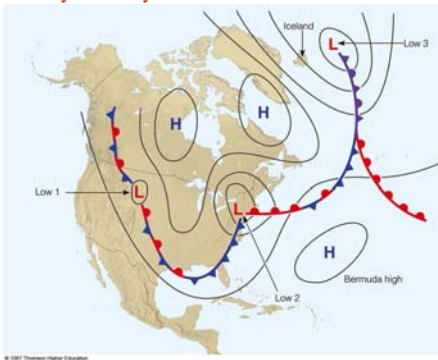 Iceland
L
Low 3
H
H
Low 1
L
L
H
Bermuda high
Low 2
© 2007 Thomson Higher Education